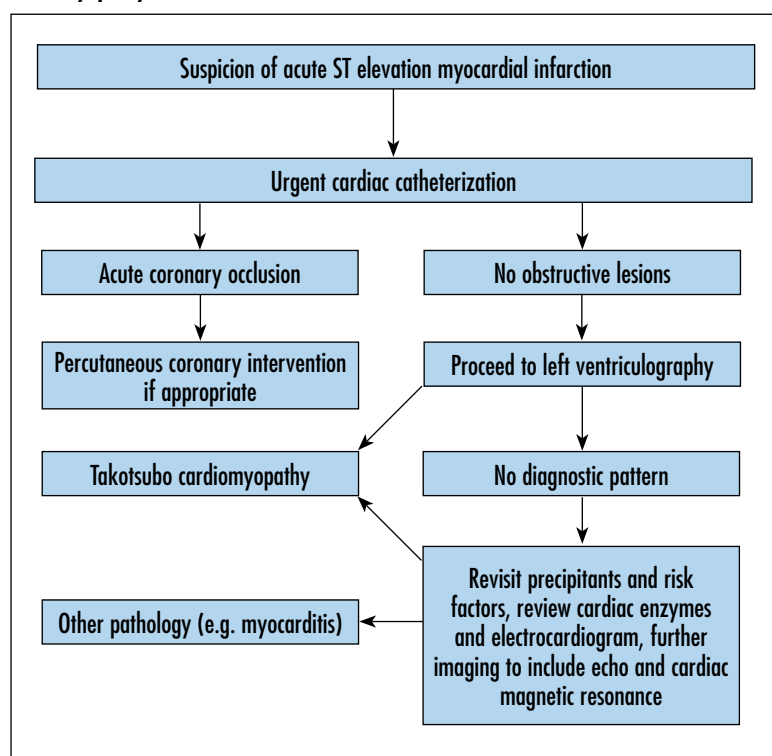 Suspicion of acute ST elevation myocardial infarction
Urgent cardiac catheterization
Acute coronary occlusion
No obstructive lesions
Percutaneous coronary intervention
if appropriate
Proceed to left ventriculography
Takotsubo cardiomyopathy
No diagnostic pattern
Other pathology (e.g. myocarditis)
Revisit precipitants and risk
factors, review cardiac enzymes
and electrocardiogram, further
imaging to include echo and cardiac
magnetic resonance